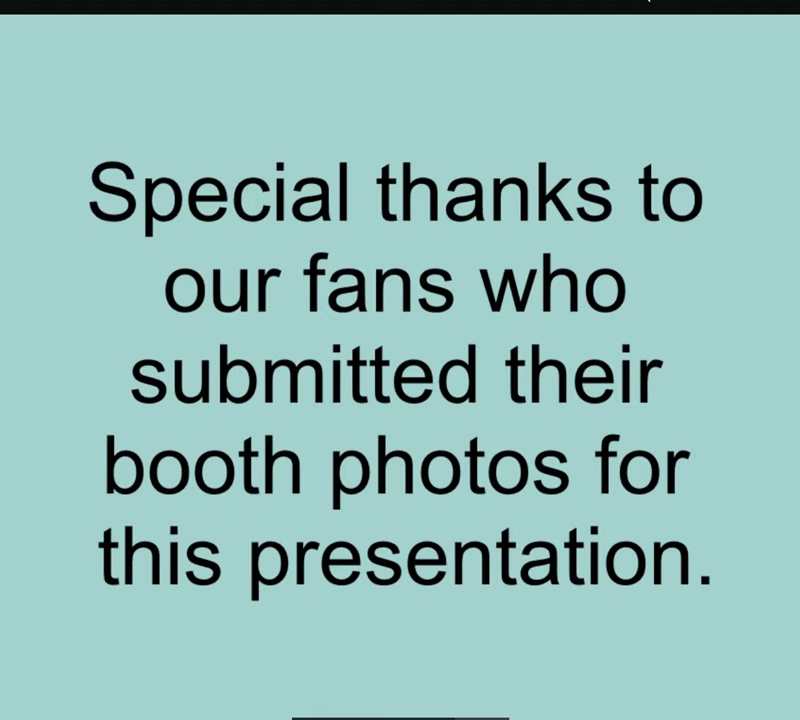 Special thanks to
our fans who
submitted their
booth photos for
this presentation.